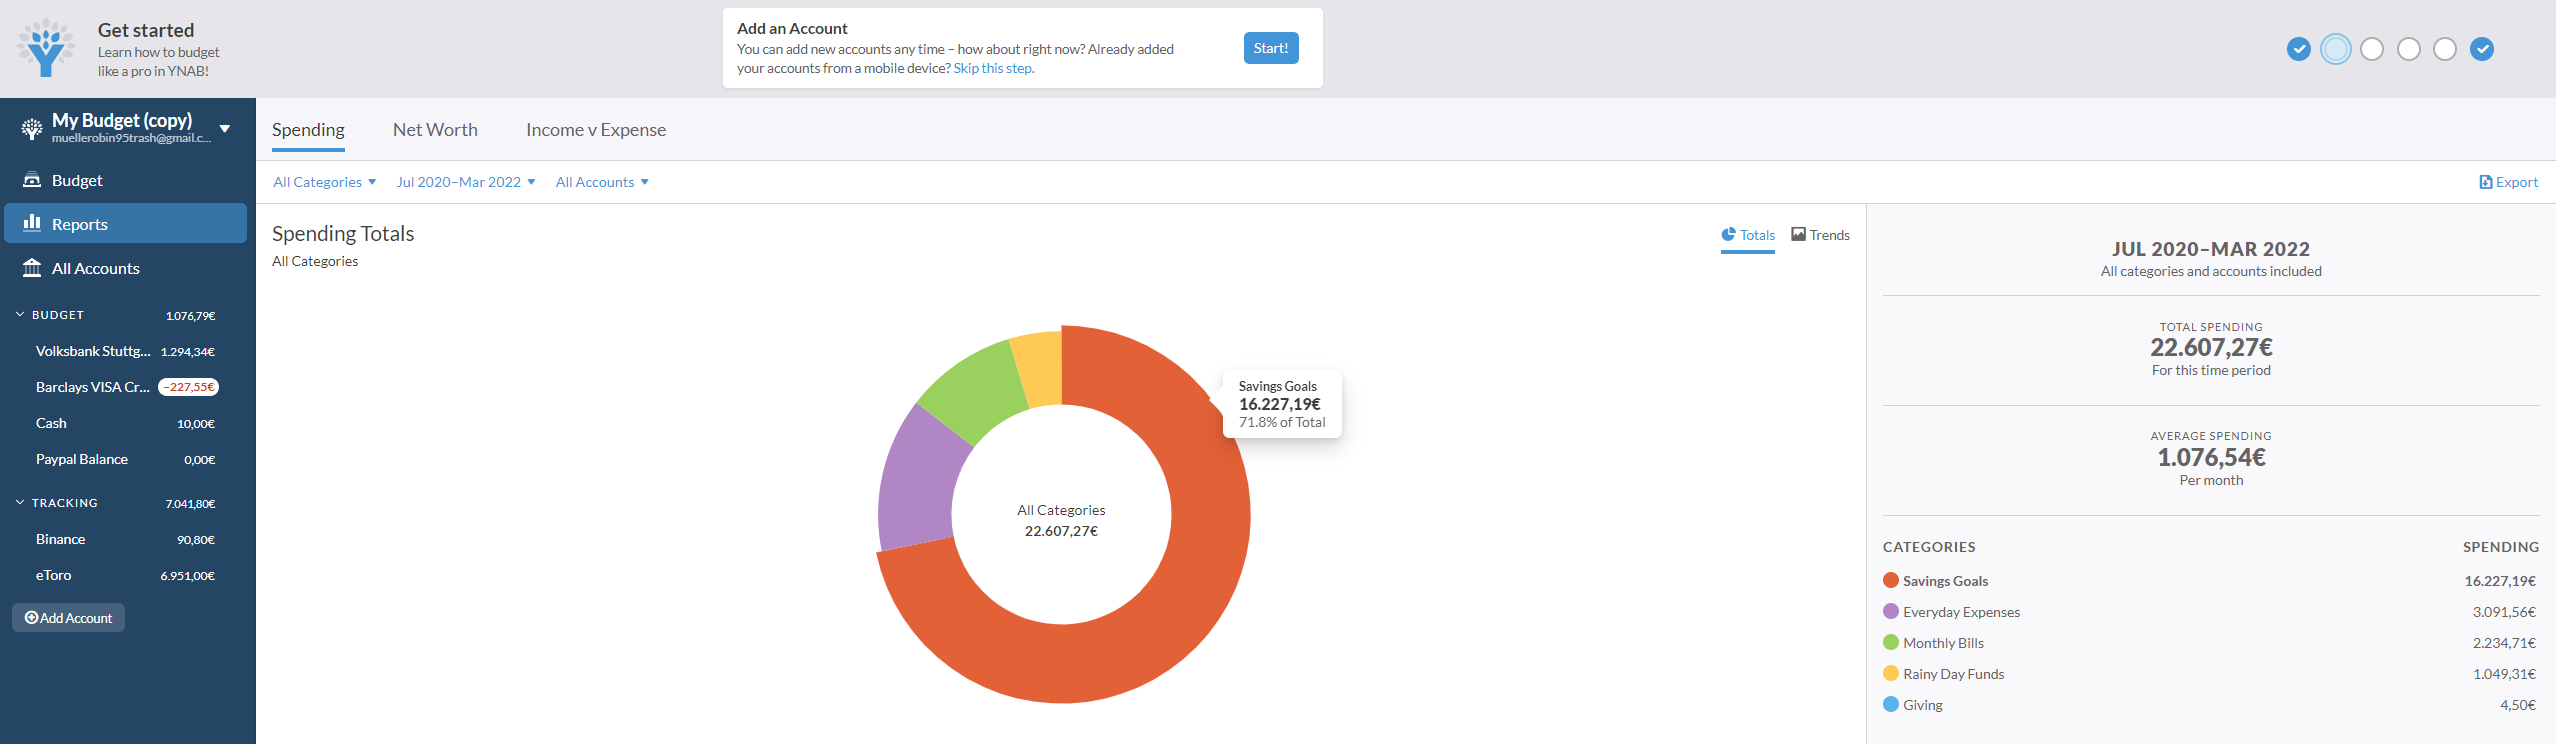 Get started
Learn how to budget
like a pro in YNAB!
Add an Account
You can add new accounts any time – how about right now? Already added
your accounts from a mobile device? Skip this step.
Start!
My Budget (copy)
muellerobin95trash@gmail.c...
Budget
Reports
All Accounts
BUDGET 1.076,79€
Volksbank Stuttg... 1.294,34€
Barclays VISA Cr... −227,55€
Cash 10,00€
Paypal Balance 0,00€
TRACKING 7.041,80€
Binance 90,80€
eToro 6.951,00€
Add Account
Spending Net Worth Income v Expense
All Categories Jul 2020–Mar 2022 All Accounts Export
Spending Totals
All Categories
Totals Trends
Savings Goals
16.227,19€
71.8% of Total
All Categories
22.607,27€
JUL 2020–MAR 2022
All categories and accounts included
TOTAL SPENDING
22.607,27€
For this time period
AVERAGE SPENDING
1.076,54€
Per month
CATEGORIES SPENDING
Savings Goals 16.227,19€
Everyday Expenses 3.091,56€
Monthly Bills 2.234,71€
Rainy Day Funds 1.049,31€
Giving 4,50€